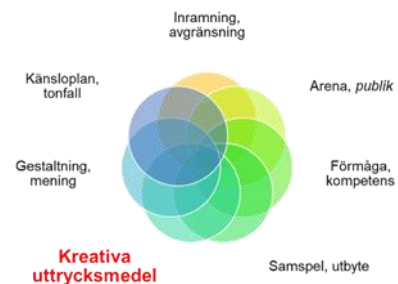 Inramning,
avgränsning
Känsloplan,
tonfall
Arena, publik
Gestaltning,
mening
Förmåga,
kompetens
Kreativa
uttrycksmedel
Samspel, utbyte